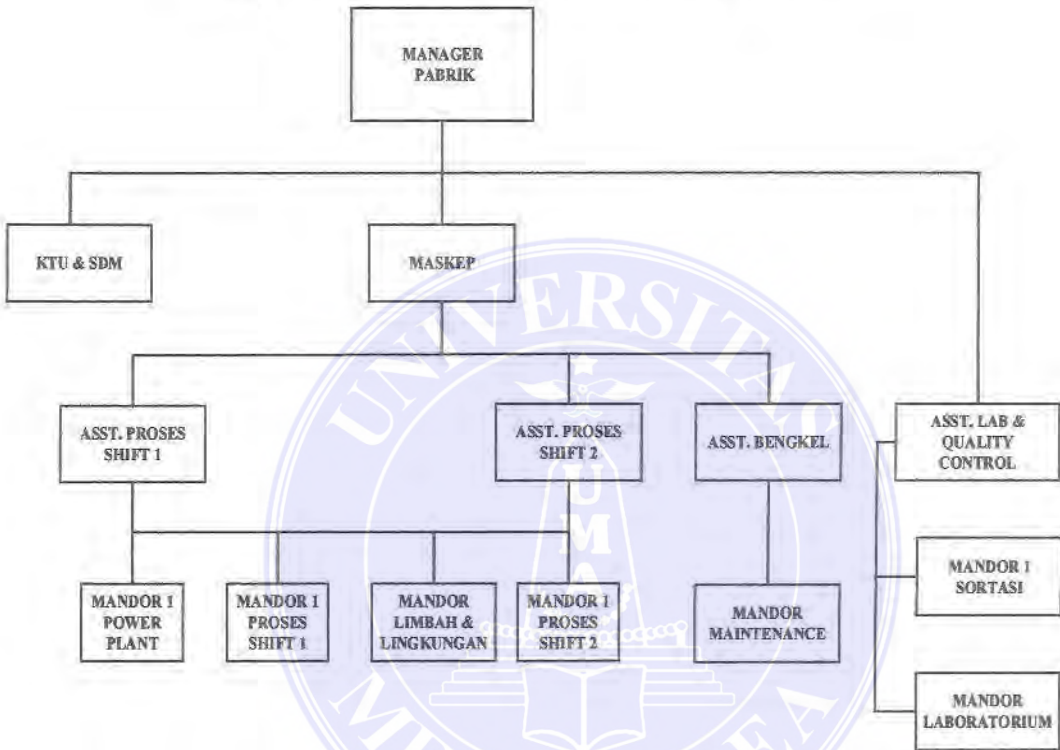 MANAGER
PABRIK
KTU & SDM
MASKEP
ASST. PROSES
SHIFT 1
ASST. PROSES
SHIFT 2
ASST. BENGKEL
ASST. LAB &
QUALITY
CONTROL
MANDOR 1
POWER
PLANT
MANDOR 1
PROSES
SHIFT 1
MANDOR
LIMBAH &
LINGKUNGAN
MANDOR 1
PROSES
SHIFT 2
MANDOR
MAINTENANCE
MANDOR 1
SORTASI
MANDOR
LABORATORIUM
UNIVERSITAS
UMA